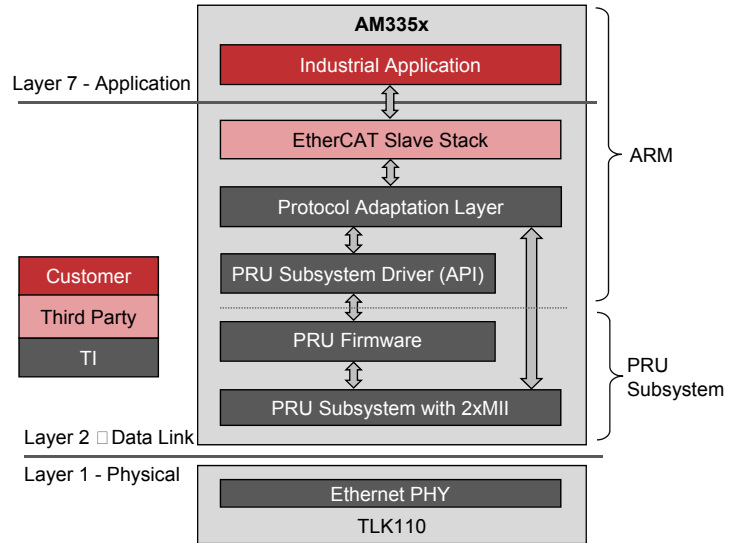 AM335x
Industrial Application
Layer 7 - Application
EtherCAT Slave Stack
ARM
Protocol Adaptation Layer
PRU Subsystem Driver (API)
Customer
Third Party
TI
PRU Firmware
PRU
Subsystem
PRU Subsystem with 2xMII
Layer 2 □ Data Link
Layer 1 - Physical
Ethernet PHY
TLK110